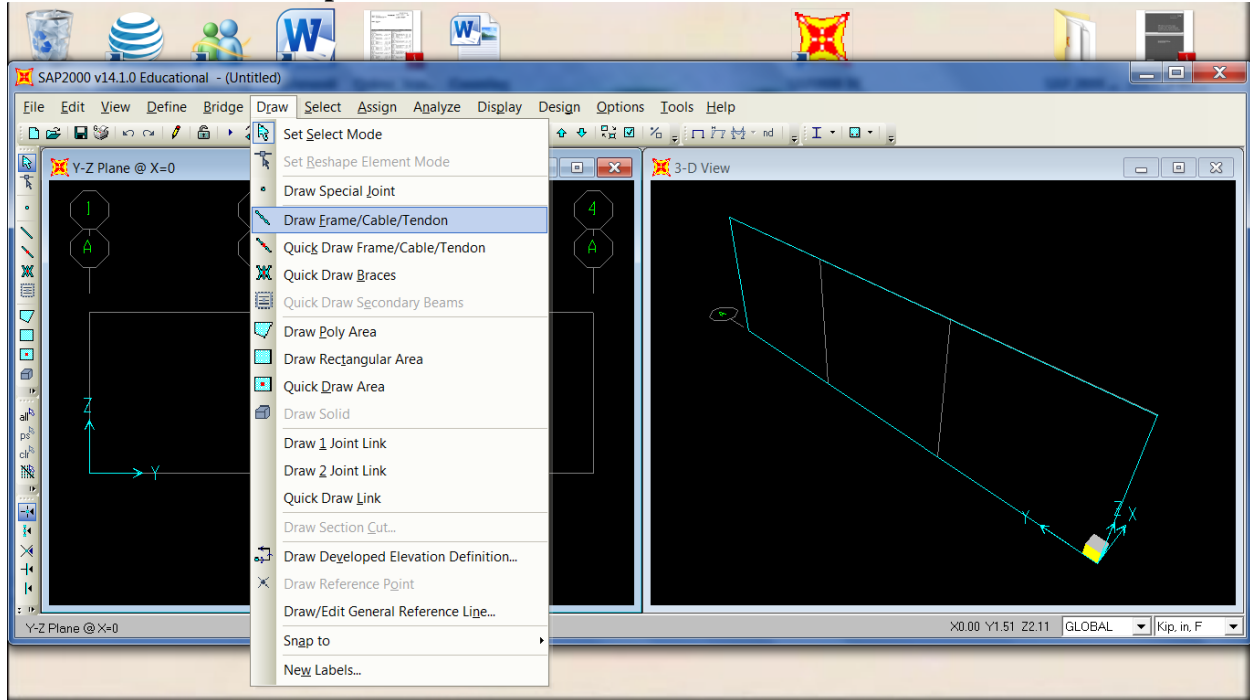 SAP2000 v14.1.0 Educational - (Untitled)
File Edit View Define Bridge Draw Select Assign Analyze Display Design Options Tools Help
nd
Y-Z Plane @ X=0
1
A
4
A
Z
Y
Set Select Mode
Set Reshape Element Mode
Draw Special Joint
Draw Frame/Cable/Tendon
Quick Draw Frame/Cable/Tendon
Quick Draw Braces
Quick Draw Secondary Beams
Draw Poly Area
Draw Rectangular Area
Quick Draw Area
Draw Solid
Draw 1 Joint Link
Draw 2 Joint Link
Quick Draw Link
Draw Section Cut...
Draw Developed Elevation Definition...
Draw Reference Point
Draw/Edit General Reference Line...
Snap to
New Labels...
3-D View
Y
Z
X
all
ps
clr
Y-Z Plane @ X=0
X0.00 Y1.51 Z2.11 GLOBAL Kip, in, F